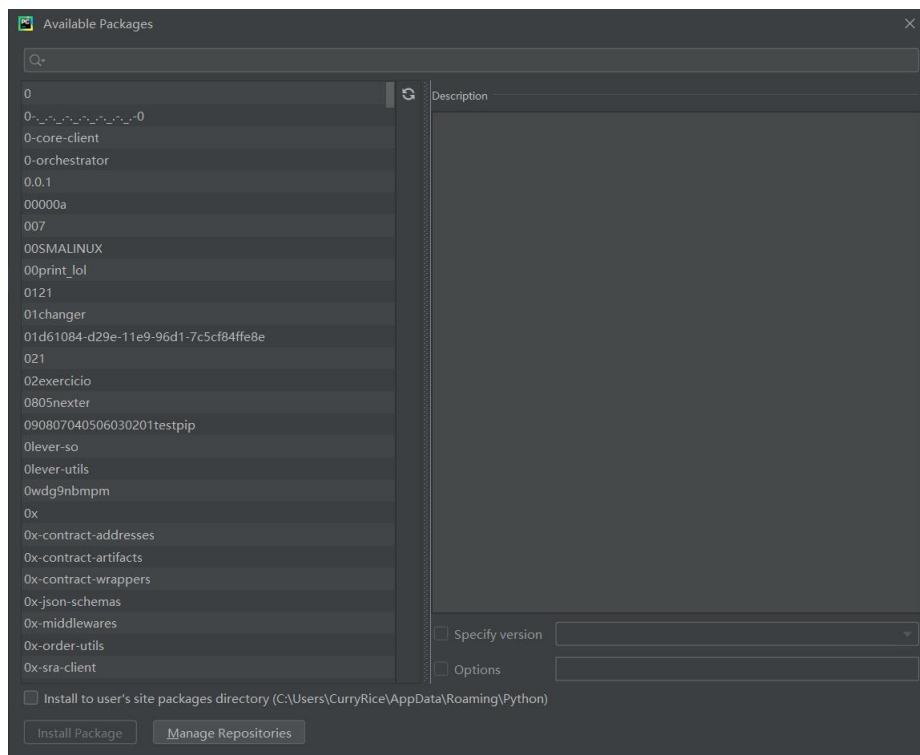 PC Available Packages
0
0-._.-._.-._.-._.-._.-._.-0
0-core-client
0-orchestrator
0.0.1
00000a
007
00SMALINUX
00print_lol
0121
01changer
01d61084-d29e-11e9-96d1-7c5cf84ffe8e
021
02exercicio
0805nexter
090807040506030201testpip
0lever-so
0lever-utils
0wdg9nbmpm
0x
0x-contract-addresses
0x-contract-artifacts
0x-contract-wrappers
0x-json-schemas
0x-middlewares
0x-order-utils
0x-sra-client
Description
Specify version
Options
Install to user's site packages directory (C:\Users\CurryRice\AppData\Roaming\Python)
Install Package
Manage Repositories